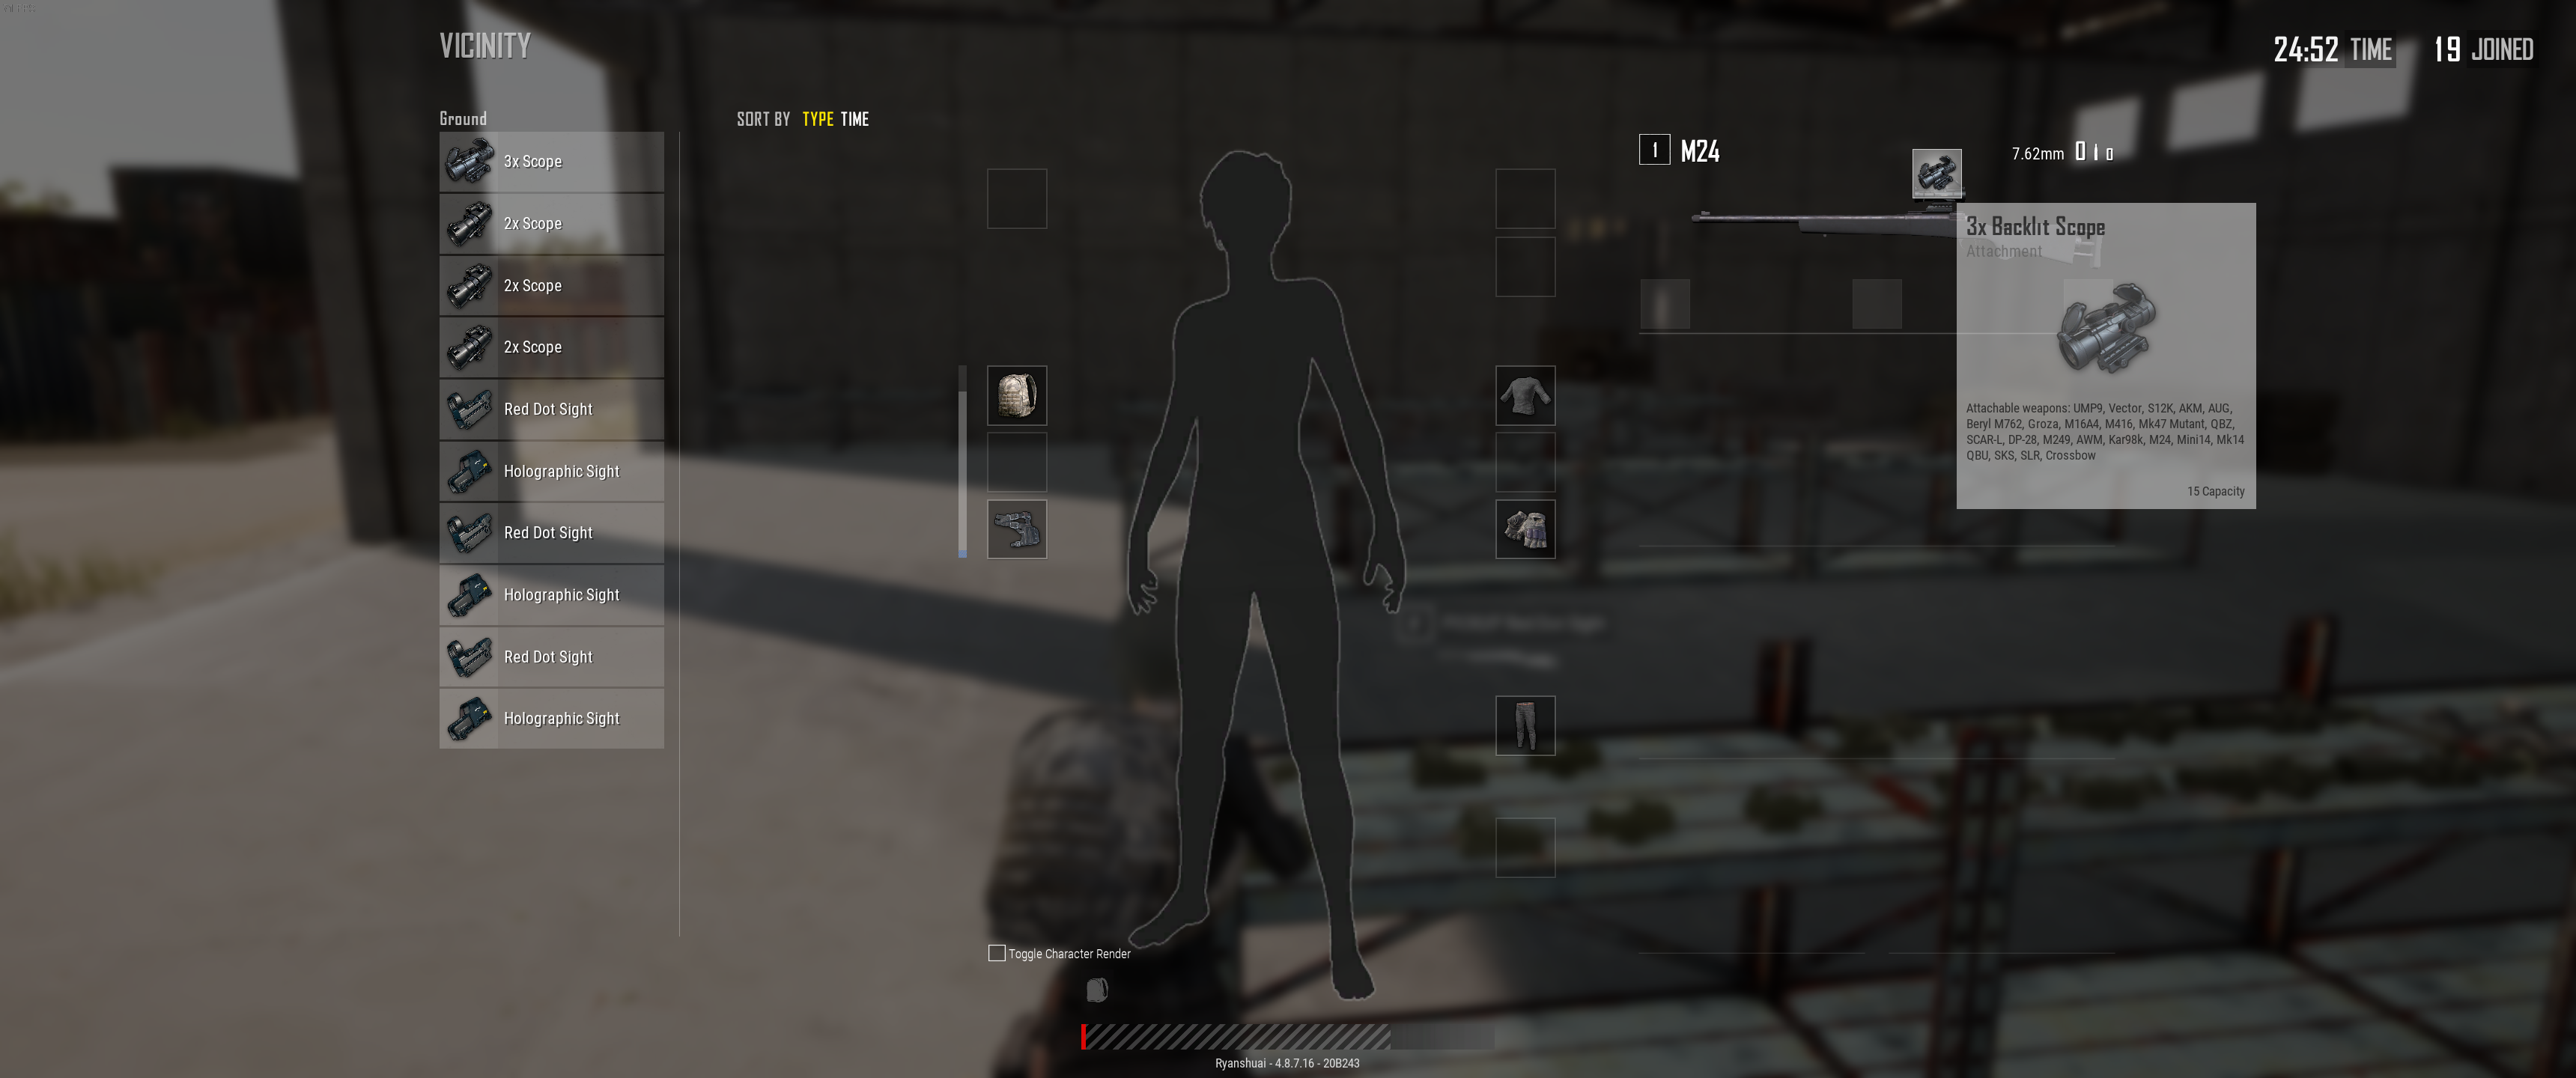 VICINITY
24:52 TIME 19 JOINED
Ground
SORT BY TYPE TIME
3x Scope
2x Scope
2x Scope
2x Scope
Red Dot Sight
Holographic Sight
Red Dot Sight
Holographic Sight
Red Dot Sight
Holographic Sight
1 M24
7.62mm 0 0
3x Backlit Scope
Attachment
Attachable weapons: UMP9, Vector, S12K, AKM, AUG,
Beryl M762, Groza, M16A4, M416, Mk47 Mutant, QBZ,
SCAR-L, DP-28, M249, AWM, Kar98k, M24, Mini14, Mk14
QBU, SKS, SLR, Crossbow
15 Capacity
Toggle Character Render
Ryanshuai - 4.8.7.16 - 20B243